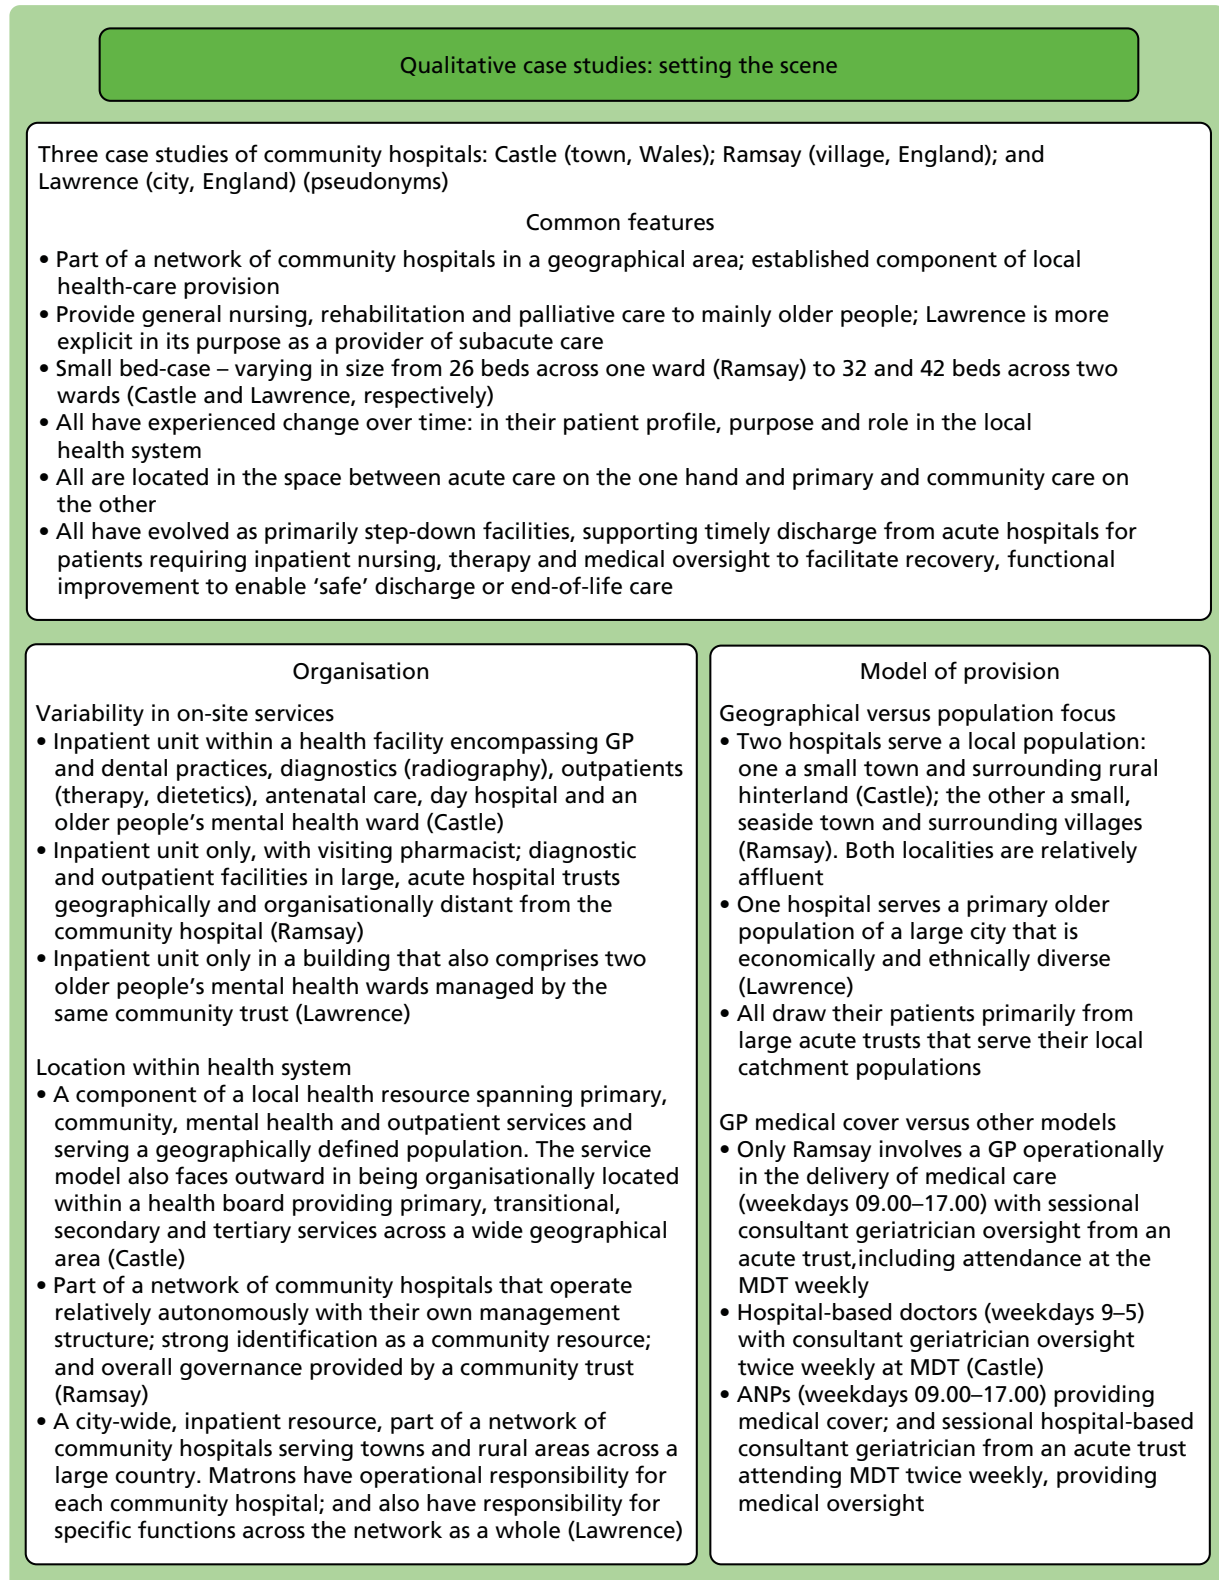 Qualitative case studies: setting the scene
Three case studies of community hospitals: Castle (town, Wales); Ramsay (village, England); and
Lawrence (city, England) (pseudonyms)
Common features
• Part of a network of community hospitals in a geographical area; established component of local
health-care provision
• Provide general nursing, rehabilitation and palliative care to mainly older people; Lawrence is more
explicit in its purpose as a provider of subacute care
• Small bed-case – varying in size from 26 beds across one ward (Ramsay) to 32 and 42 beds across two
wards (Castle and Lawrence, respectively)
• All have experienced change over time: in their patient profile, purpose and role in the local
health system
• All are located in the space between acute care on the one hand and primary and community care on
the other
• All have evolved as primarily step-down facilities, supporting timely discharge from acute hospitals for
patients requiring inpatient nursing, therapy and medical oversight to facilitate recovery, functional
improvement to enable ‘safe’ discharge or end-of-life care
Organisation
Variability in on-site services
• Inpatient unit within a health facility encompassing GP
and dental practices, diagnostics (radiography), outpatients
(therapy, dietetics), antenatal care, day hospital and an
older people’s mental health ward (Castle)
• Inpatient unit only, with visiting pharmacist; diagnostic
and outpatient facilities in large, acute hospital trusts
geographically and organisationally distant from the
community hospital (Ramsay)
• Inpatient unit only in a building that also comprises two
older people’s mental health wards managed by the
same community trust (Lawrence)
Location within health system
• A component of a local health resource spanning primary,
community, mental health and outpatient services and
serving a geographically defined population. The service
model also faces outward in being organisationally located
within a health board providing primary, transitional,
secondary and tertiary services across a wide geographical
area (Castle)
• Part of a network of community hospitals that operate
relatively autonomously with their own management
structure; strong identification as a community resource;
and overall governance provided by a community trust
(Ramsay)
• A city-wide, inpatient resource, part of a network of
community hospitals serving towns and rural areas across a
large country. Matrons have operational responsibility for
each community hospital; and also have responsibility for
specific functions across the network as a whole (Lawrence)
Model of provision
Geographical versus population focus
• Two hospitals serve a local population:
one a small town and surrounding rural
hinterland (Castle); the other a small,
seaside town and surrounding villages
(Ramsay). Both localities are relatively
affluent
• One hospital serves a primary older
population of a large city that is
economically and ethnically diverse
(Lawrence)
• All draw their patients primarily from
large acute trusts that serve their local
catchment populations
GP medical cover versus other models
• Only Ramsay involves a GP operationally
in the delivery of medical care
(weekdays 09.00–17.00) with sessional
consultant geriatrician oversight from an
acute trust,including attendance at the
MDT weekly
• Hospital-based doctors (weekdays 9–5)
with consultant geriatrician oversight
twice weekly at MDT (Castle)
• ANPs (weekdays 09.00–17.00) providing
medical cover; and sessional hospital-based
consultant geriatrician from an acute trust
attending MDT twice weekly, providing
medical oversight